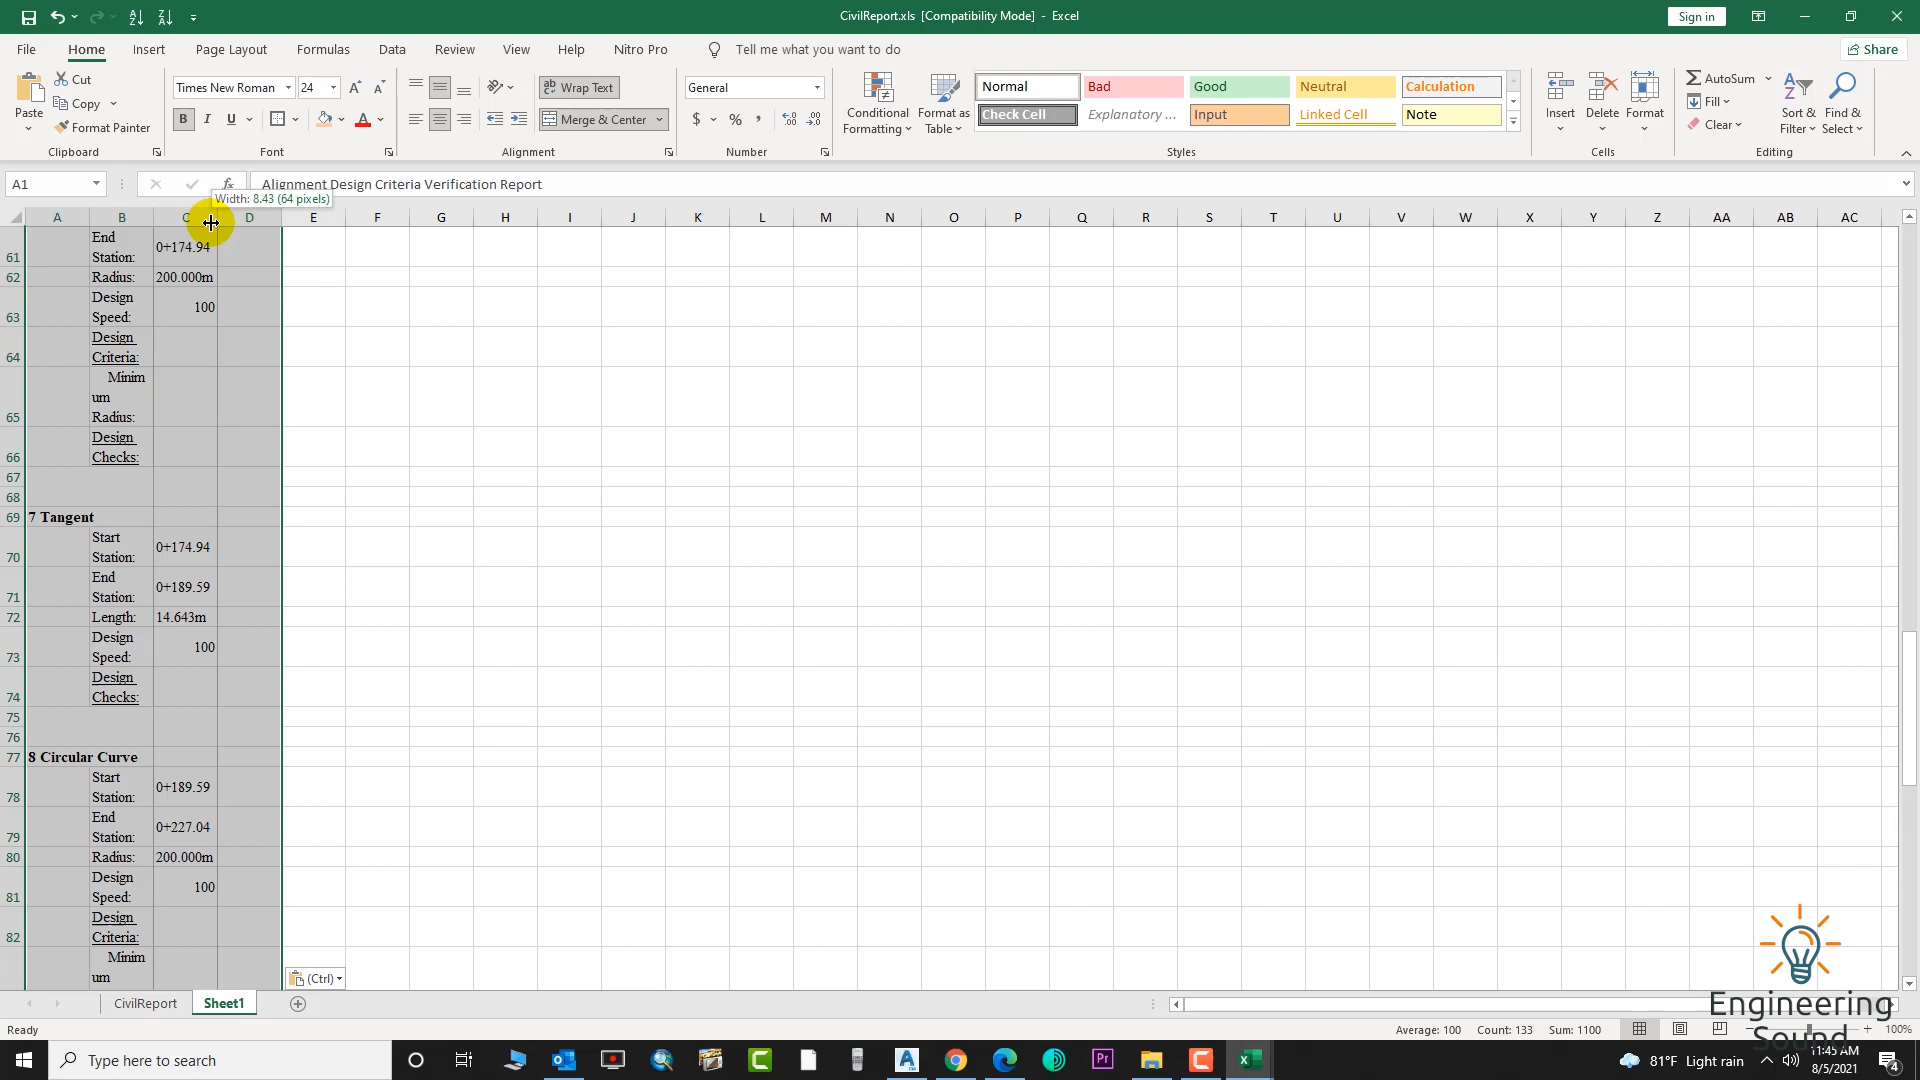 CivilReport.xls [Compatibility Mode] - Excel
Sign in
File Home Insert Page Layout Formulas Data Review View Help Nitro Pro Tell me what you want to do Share
Paste
Cut
Copy
Format Painter
Clipboard
Times New Roman 24
B I U
Font
Wrap Text
Merge & Center
Alignment
General
$ % ,
Number
Conditional Formatting
Format as Table
Normal Bad Good Neutral Calculation
Check Cell Explanatory ... Input Linked Cell Note
Styles
Insert Delete Format
Cells
AutoSum
Fill
Clear
Sort & Filter
Find & Select
Editing
A1
fx
Alignment Design Criteria Verification Report
Width: 8.43 (64 pixels)
A B C D E F G H I J K L M N O P Q R S T U V W X Y Z AA AB AC
61 End Station: 0+174.94
62 Radius: 200.000m
63 Design Speed: 100
64 Design Criteria:
65 Minim um Radius:
66 Design Checks:
67
68
69 7 Tangent
70 Start Station: 0+174.94
71 End Station: 0+189.59
72 Length: 14.643m
73 Design Speed: 100
74 Design Checks:
75
76
77 8 Circular Curve
78 Start Station: 0+189.59
79 End Station: 0+227.04
80 Radius: 200.000m
81 Design Speed: 100
82 Design Criteria:
Minim um
(Ctrl)
CivilReport Sheet1
Engineering Sound
Ready
Average: 100 Count: 133 Sum: 1100
100%
Type here to search
81°F Light rain
11:45 AM
8/5/2021
4